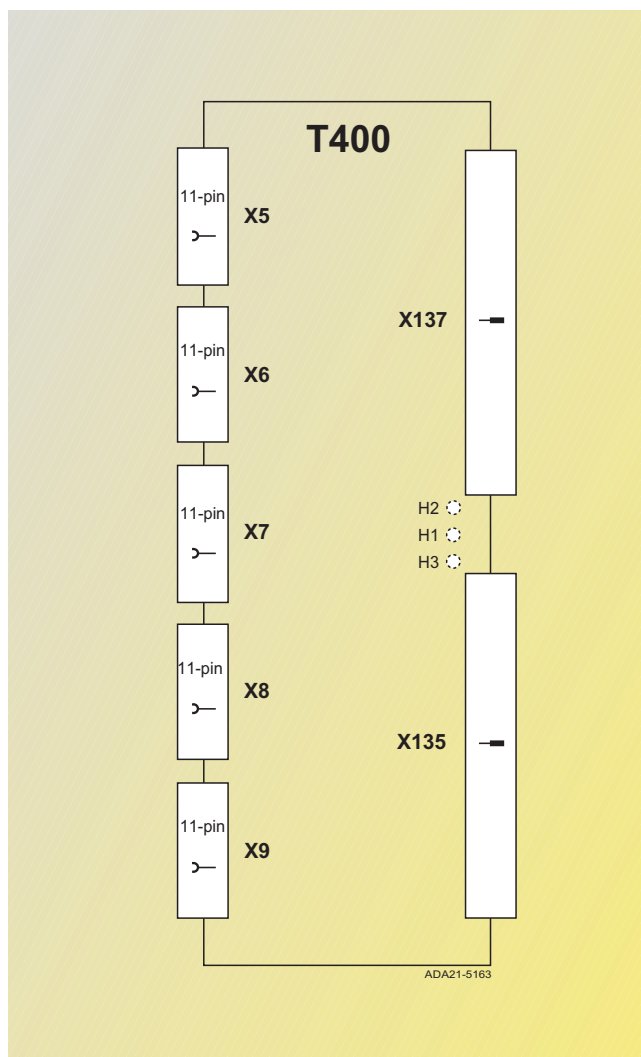 T400
11-pin
X5
11-pin
X6
X137
11-pin
X7
H2
H1
H3
11-pin
X8
X135
11-pin
X9
ADA21-5163